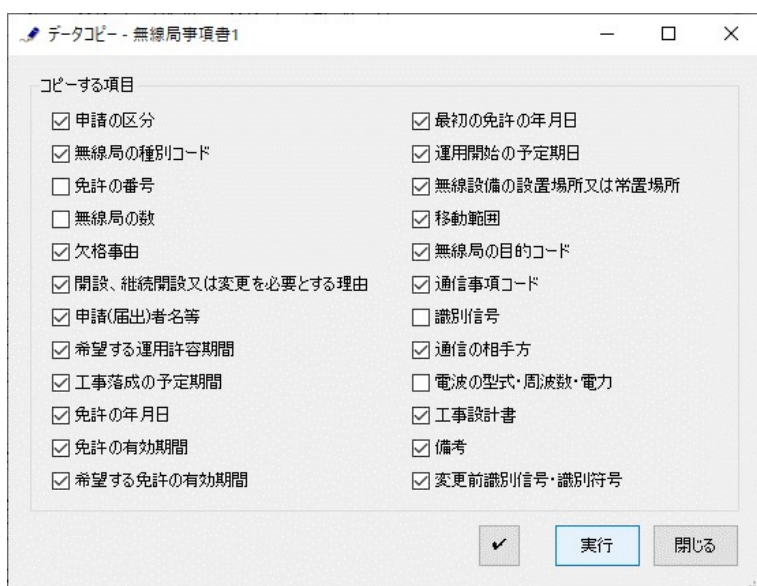 データコピー - 無線局事項書1
コピーする項目
申請の区分
無線局の種別コード
免許の番号
無線局の数
欠格事由
開設、継続開設又は変更を必要とする理由
申請(届出)者名等
希望する運用許容期間
工事落成の予定期間
免許の年月日
免許の有効期間
希望する免許の有効期間
最初の免許の年月日
運用開始の予定期日
無線設備の設置場所又は常置場所
移動範囲
無線局の目的コード
通信事項コード
識別信号
通信の相手方
電波の型式・周波数・電力
工事設計書
備考
変更前識別信号・識別符号
実行
閉じる